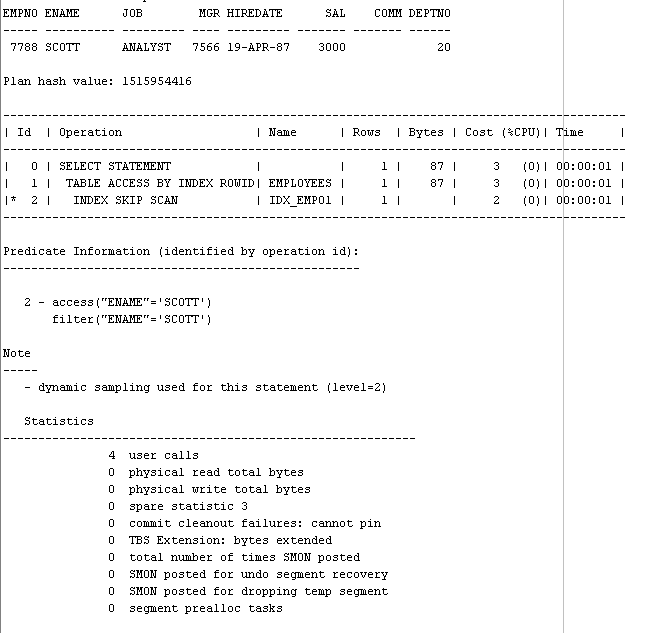 EMPNO ENAME      JOB        MGR HIREDATE      SAL    COMM DEPTNO
----- ---------- --------- ---- --------- ------- ------- ------
 7788 SCOTT      ANALYST   7566 19-APR-87    3000             20
Plan hash value: 1515954416
-----------------------------------------------------------------------------------------
| Id  | Operation                   | Name      | Rows  | Bytes | Cost (%CPU)| Time     |
-----------------------------------------------------------------------------------------
|   0 | SELECT STATEMENT            |           |     1 |    87 |     3   (0)| 00:00:01 |
|   1 |  TABLE ACCESS BY INDEX ROWID| EMPLOYEES |     1 |    87 |     3   (0)| 00:00:01 |
|*  2 |   INDEX SKIP SCAN           | IDX_EMP01 |     1 |       |     2   (0)| 00:00:01 |
-----------------------------------------------------------------------------------------
Predicate Information (identified by operation id):
---------------------------------------------------
   2 - access("ENAME"='SCOTT')
       filter("ENAME"='SCOTT')
Note
-----
   - dynamic sampling used for this statement (level=2)
   Statistics
-----------------------------------------------------------
               4  user calls
               0  physical read total bytes
               0  physical write total bytes
               0  spare statistic 3
               0  commit cleanout failures: cannot pin
               0  TBS Extension: bytes extended
               0  total number of times SMON posted
               0  SMON posted for undo segment recovery
               0  SMON posted for dropping temp segment
               0  segment prealloc tasks